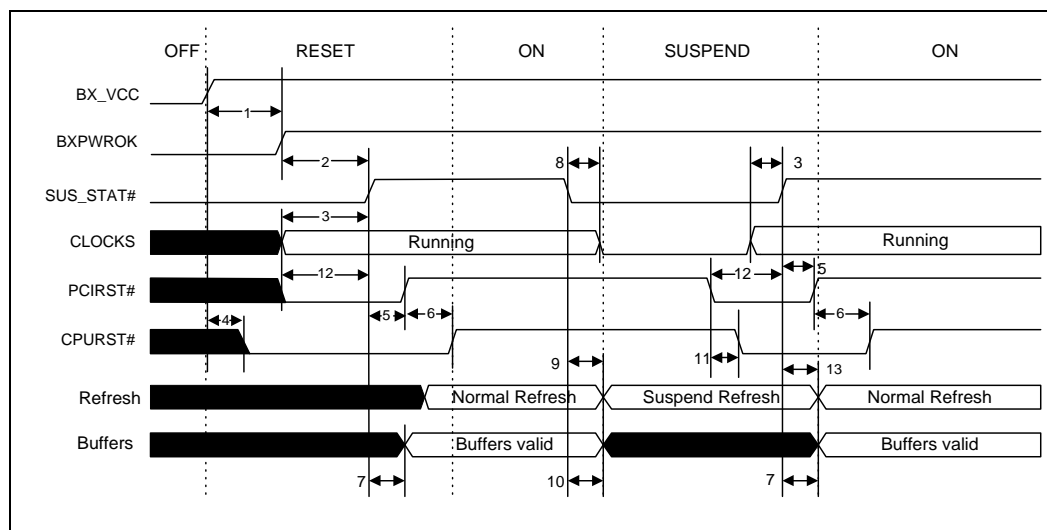 OFF RESET ON SUSPEND ON
BX_VCC
1
BXPWROK
2 8 3
SUS_STAT#
3
CLOCKS Running Running
12 12 5
PCIRST#
4 5 6 6
CPURST#
9 11 13
Refresh Normal Refresh Suspend Refresh Normal Refresh
Buffers Buffers valid Buffers valid
7 10 7